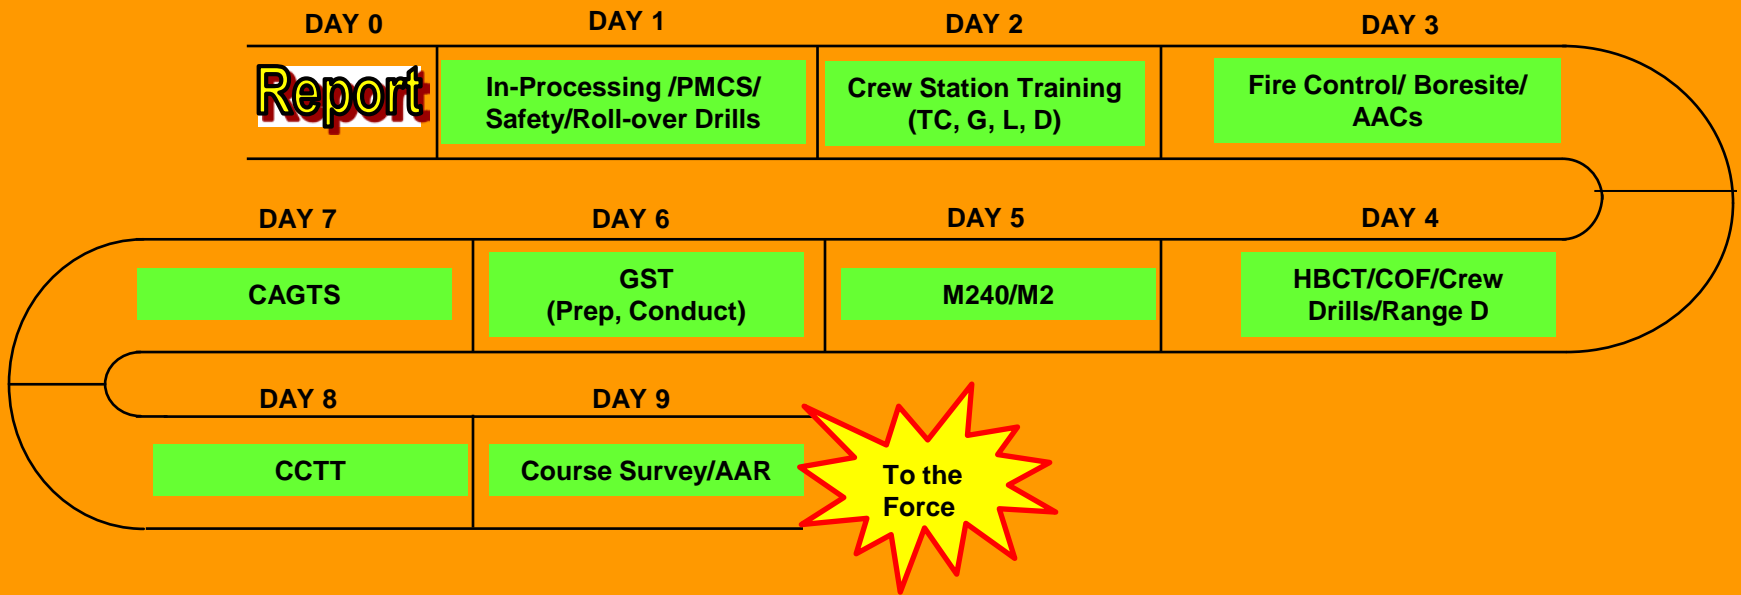 DAY 0
Report
DAY 1
In-Processing /PMCS/
Safety/Roll-over Drills
DAY 2
Crew Station Training
(TC, G, L, D)
DAY 3
Fire Control/ Boresite/
AACs
DAY 4
HBCT/COF/Crew
Drills/Range D
DAY 5
M240/M2
DAY 6
GST
(Prep, Conduct)
DAY 7
CAGTS
DAY 8
CCTT
DAY 9
Course Survey/AAR
To the
Force